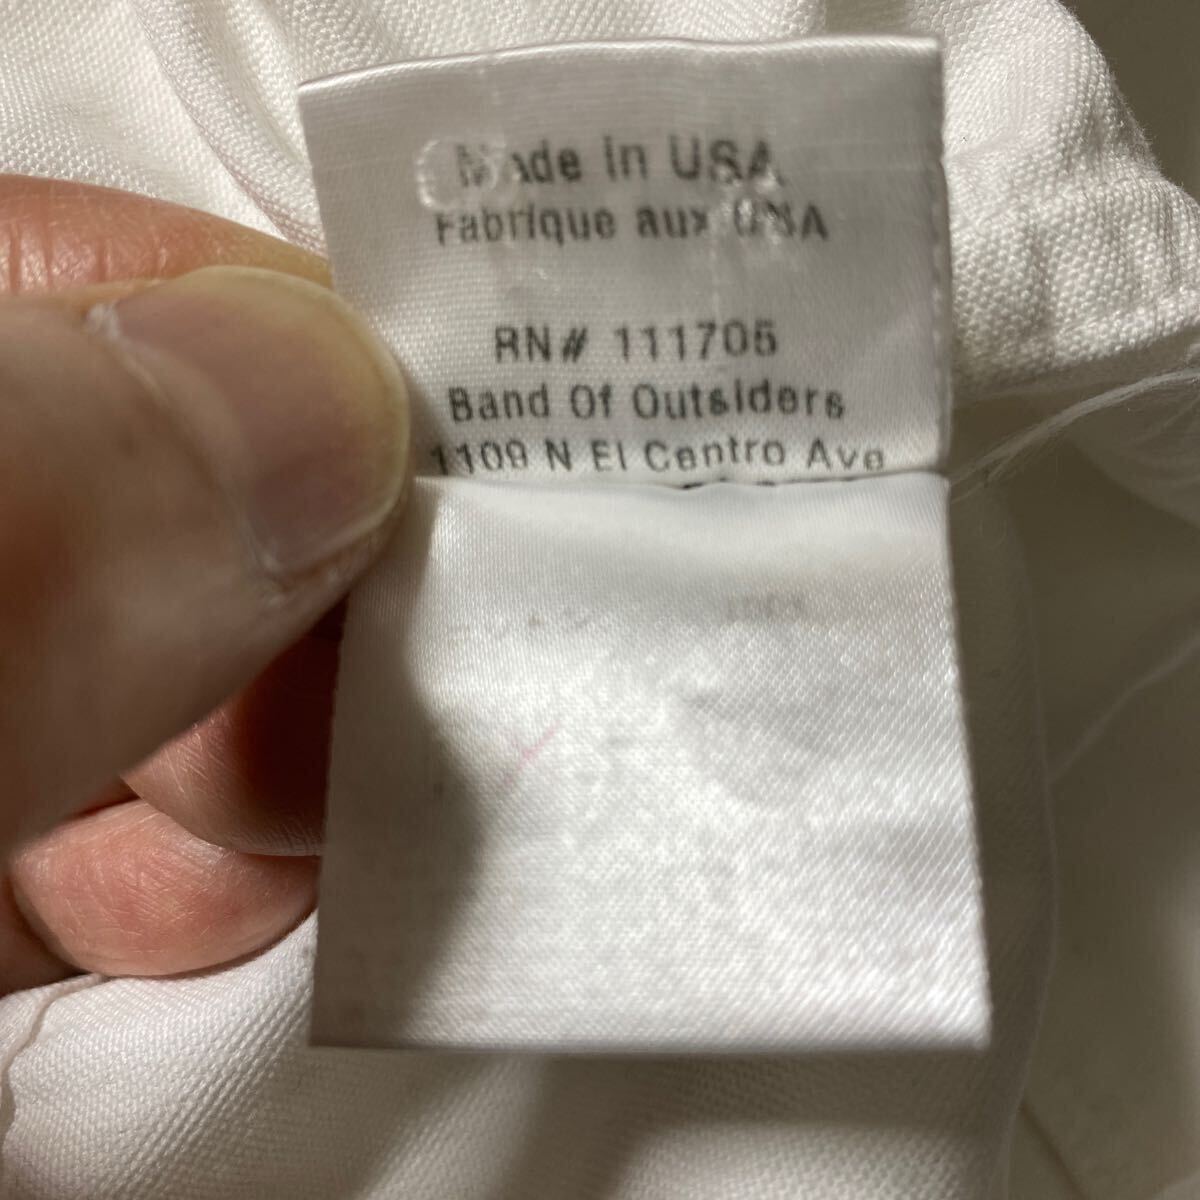 Made in USA
Fabrique aux USA
RN# 111705
Band Of Outsiders
1109 N El Centro Ave